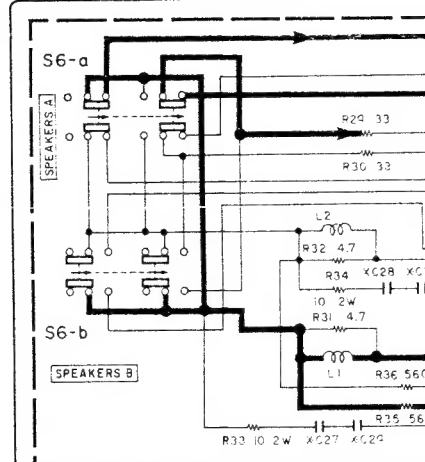 S6-a
SPEAKERS A
R29 33
R30 33
L2
R32 4.7
R34
XC28
10 2W
R31 4.7
S6-b
L1
R36 560
SPEAKERS B
R35 56
R33 10 2W XC27 XC29